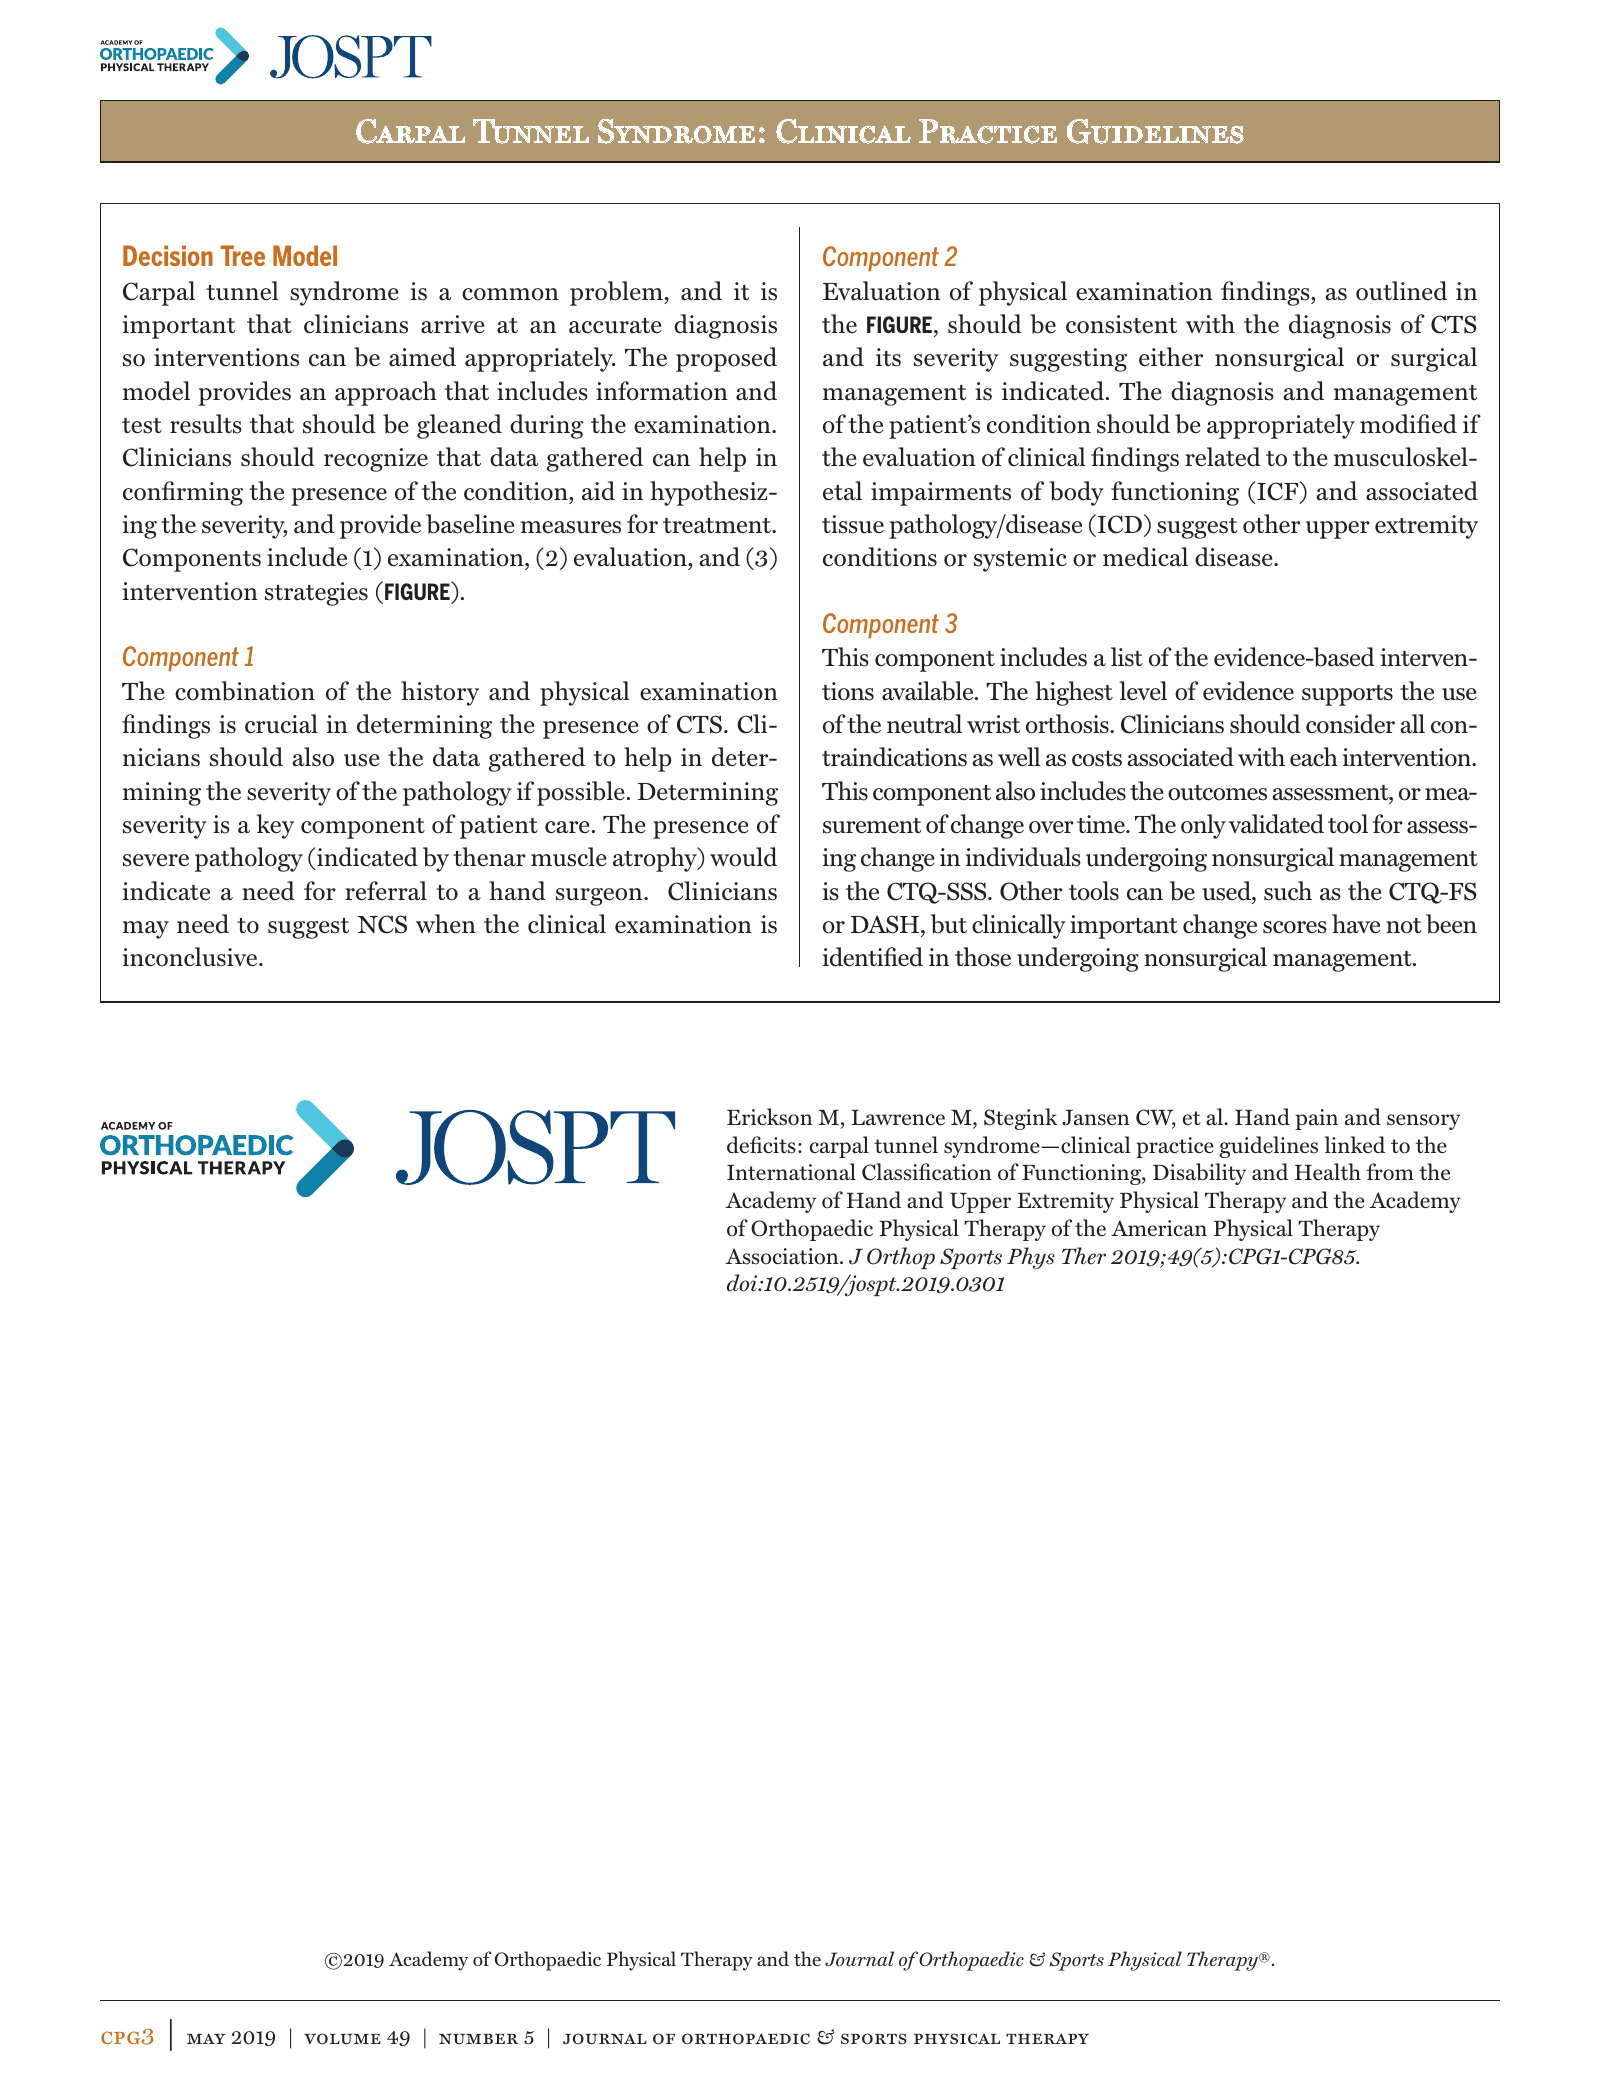 ACADEMY OF
ORTHOPAEDIC
PHYSICAL THERAPY
JOSPT
Carpal Tunnel Syndrome: Clinical Practice Guidelines
Decision Tree Model
Carpal tunnel syndrome is a common problem, and it is
important that clinicians arrive at an accurate diagnosis
so interventions can be aimed appropriately. The proposed
model provides an approach that includes information and
test results that should be gleaned during the examination.
Clinicians should recognize that data gathered can help in
confirming the presence of the condition, aid in hypothesiz-
ing the severity, and provide baseline measures for treatment.
Components include (1) examination, (2) evaluation, and (3)
intervention strategies (FIGURE).
Component 1
The combination of the history and physical examination
findings is crucial in determining the presence of CTS. Cli-
nicians should also use the data gathered to help in deter-
mining the severity of the pathology if possible. Determining
severity is a key component of patient care. The presence of
severe pathology (indicated by thenar muscle atrophy) would
indicate a need for referral to a hand surgeon. Clinicians
may need to suggest NCS when the clinical examination is
inconclusive.
Component 2
Evaluation of physical examination findings, as outlined in
the FIGURE, should be consistent with the diagnosis of CTS
and its severity suggesting either nonsurgical or surgical
management is indicated. The diagnosis and management
of the patient's condition should be appropriately modified if
the evaluation of clinical findings related to the musculoskel-
etal impairments of body functioning (ICF) and associated
tissue pathology/disease (ICD) suggest other upper extremity
conditions or systemic or medical disease.
Component 3
This component includes a list of the evidence-based interven-
tions available. The highest level of evidence supports the use
of the neutral wrist orthosis. Clinicians should consider all con-
traindications as well as costs associated with each intervention.
This component also includes the outcomes assessment, or mea-
surement of change over time. The only validated tool for assess-
ing change in individuals undergoing nonsurgical management
is the CTQ-SSS. Other tools can be used, such as the CTQ-FS
or DASH, but clinically important change scores have not been
identified in those undergoing nonsurgical management.
ACADEMY OF
ORTHOPAEDIC
PHYSICAL THERAPY
JOSPT
Erickson M, Lawrence M, Stegink Jansen CW, et al. Hand pain and sensory
deficits: carpal tunnel syndrome—clinical practice guidelines linked to the
International Classification of Functioning, Disability and Health from the
Academy of Hand and Upper Extremity Physical Therapy and the Academy
of Orthopaedic Physical Therapy of the American Physical Therapy
Association. J Orthop Sports Phys Ther 2019;49(5):CPG1-CPG85.
doi:10.2519/jospt.2019.0301
©2019 Academy of Orthopaedic Physical Therapy and the Journal of Orthopaedic & Sports Physical Therapy®.
CPG3 | MAY 2019 | VOLUME 49 | NUMBER 5 | JOURNAL OF ORTHOPAEDIC & SPORTS PHYSICAL THERAPY